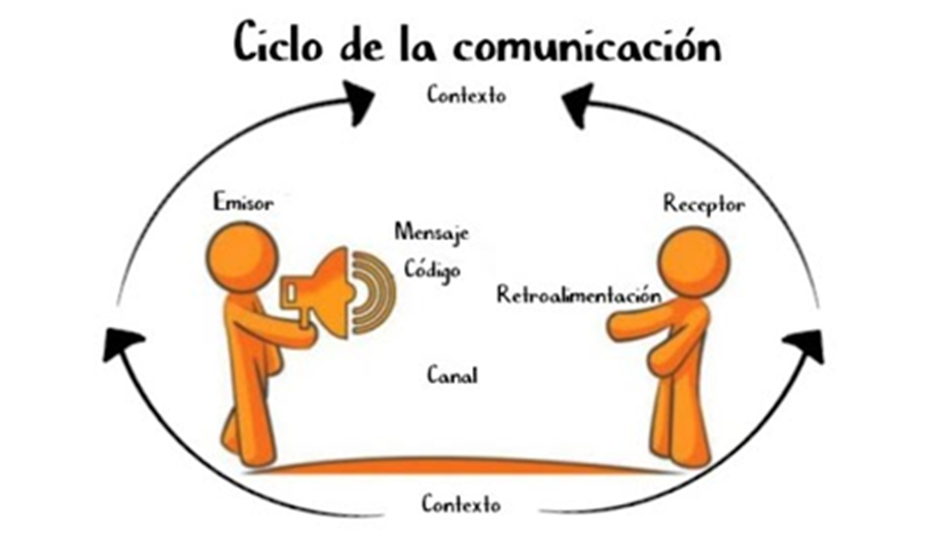 Ciclo de la comunicación
Contexto
Emisor
Receptor
Mensaje
Código
Retroalimentación
Canal
Contexto